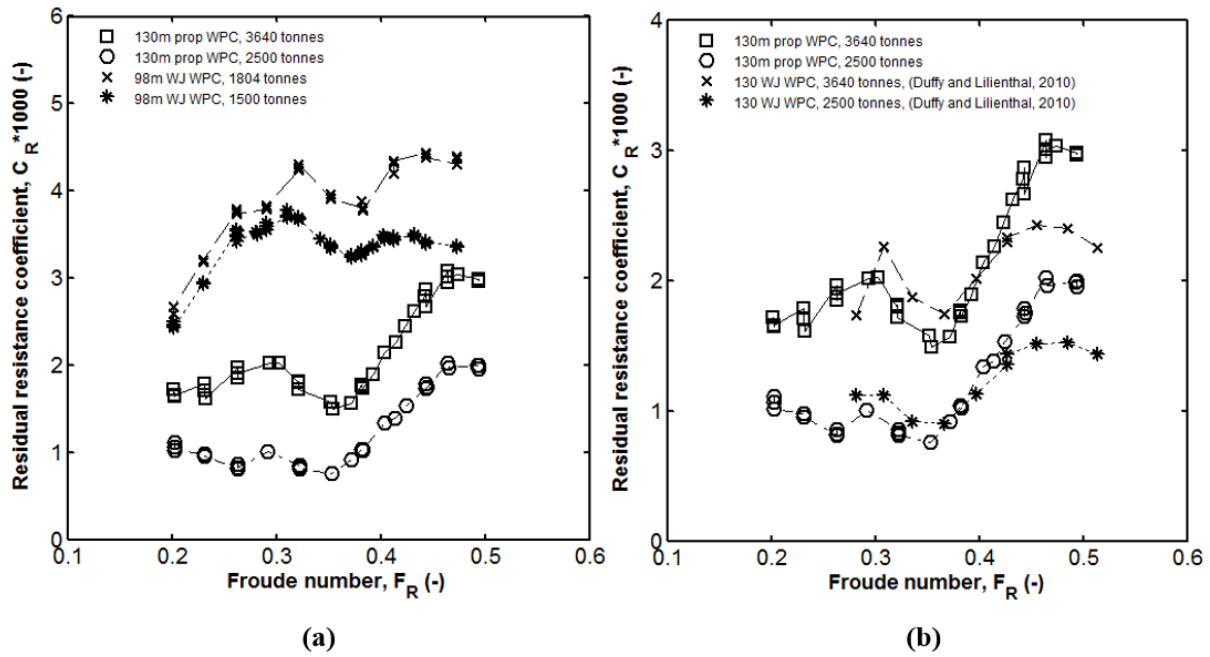 6
5
4
3
2
1
0
0.1
0.2
0.3
0.4
0.5
0.6
Residual resistance coefficient, C_R*1000 (-)
Froude number, F_R (-)
130m prop WPC, 3640 tonnes
130m prop WPC, 2500 tonnes
98m WJ WPC, 1804 tonnes
98m WJ WPC, 1500 tonnes
(a)
4
3
2
1
0
0.1
0.2
0.3
0.4
0.5
0.6
Residual resistance coefficient, C_R*1000 (-)
Froude number, F_R (-)
130m prop WPC, 3640 tonnes
130m prop WPC, 2500 tonnes
130 WJ WPC, 3640 tonnes, (Duffy and Lilienthal, 2010)
130 WJ WPC, 2500 tonnes, (Duffy and Lilienthal, 2010)
(b)